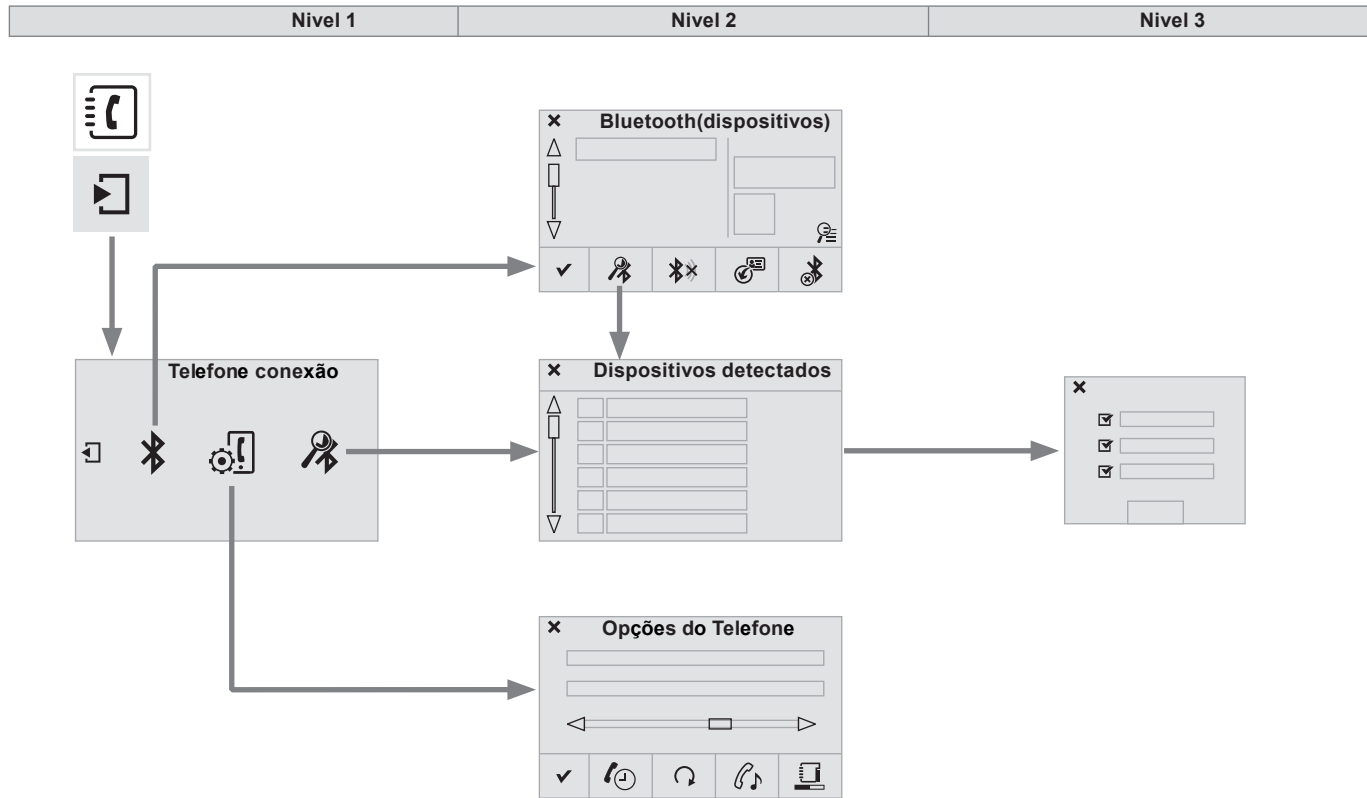 Nivel 1
Nivel 2
Nivel 3
Bluetooth(dispositivos)
Telefone conexão
Dispositivos detectados
Opções do Telefone